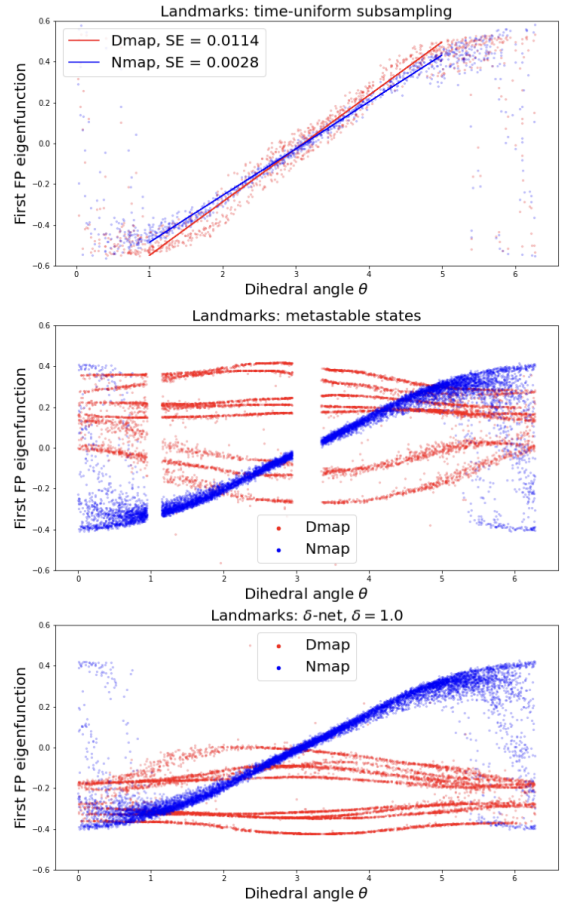 Landmarks: time-uniform subsampling
Dmap, SE = 0.0114
Nmap, SE = 0.0028
First FP eigenfunction
0.4
0.2
0.0
−0.2
−0.4
−0.6
0 1 2 3 4 5 6
Dihedral angle θ
Landmarks: metastable states
First FP eigenfunction
0.6
0.4
0.2
0.0
−0.2
−0.4
−0.6
Dmap
Nmap
0 1 2 3 4 5 6
Dihedral angle θ
Landmarks: δ-net, δ = 1.0
Dmap
Nmap
First FP eigenfunction
0.6
0.4
0.2
0.0
−0.2
−0.4
−0.6
0 1 2 3 4 5 6
Dihedral angle θ